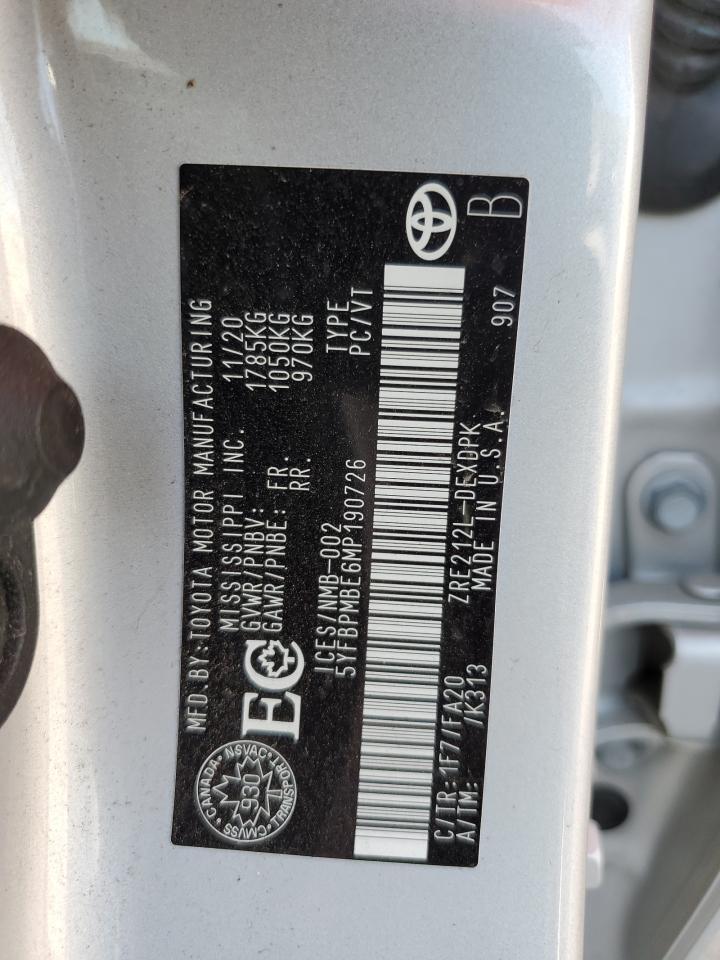 MFD.BY:TOYOTA MOTOR MANUFACTURING
MISSISSIPPI INC. 11/20
GVWR/PNBV: 1785KG
GAWR/PNBE: FR. 1050KG
RR. 970KG
CANADA
NSVAC
930
CMVSS
TRANSPORT
EC
ICES/NMB-002 TYPE
5YFBPMBE6MP190726 PC/VT
C/TR: 1F7/FA20 ZRE212L-DEXDPK
A/TM: /K313 MADE IN U.S.A. 907
B